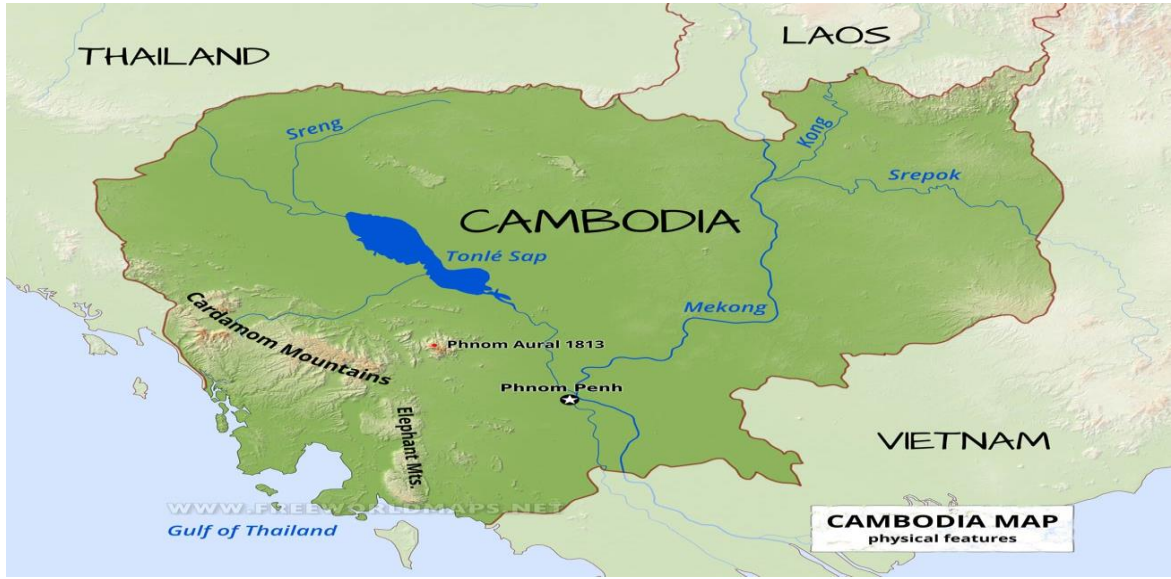 THAILAND
LAOS
Sreng
Kong
Srepok
CAMBODIA
Tonlé Sap
Mekong
Cardamom Mountains
Phnom Aural 1813
Phnom Penh
Elephant Mts.
VIETNAM
WWW.FREEWORLDMAPS.NET
Gulf of Thailand
CAMBODIA MAP
physical features